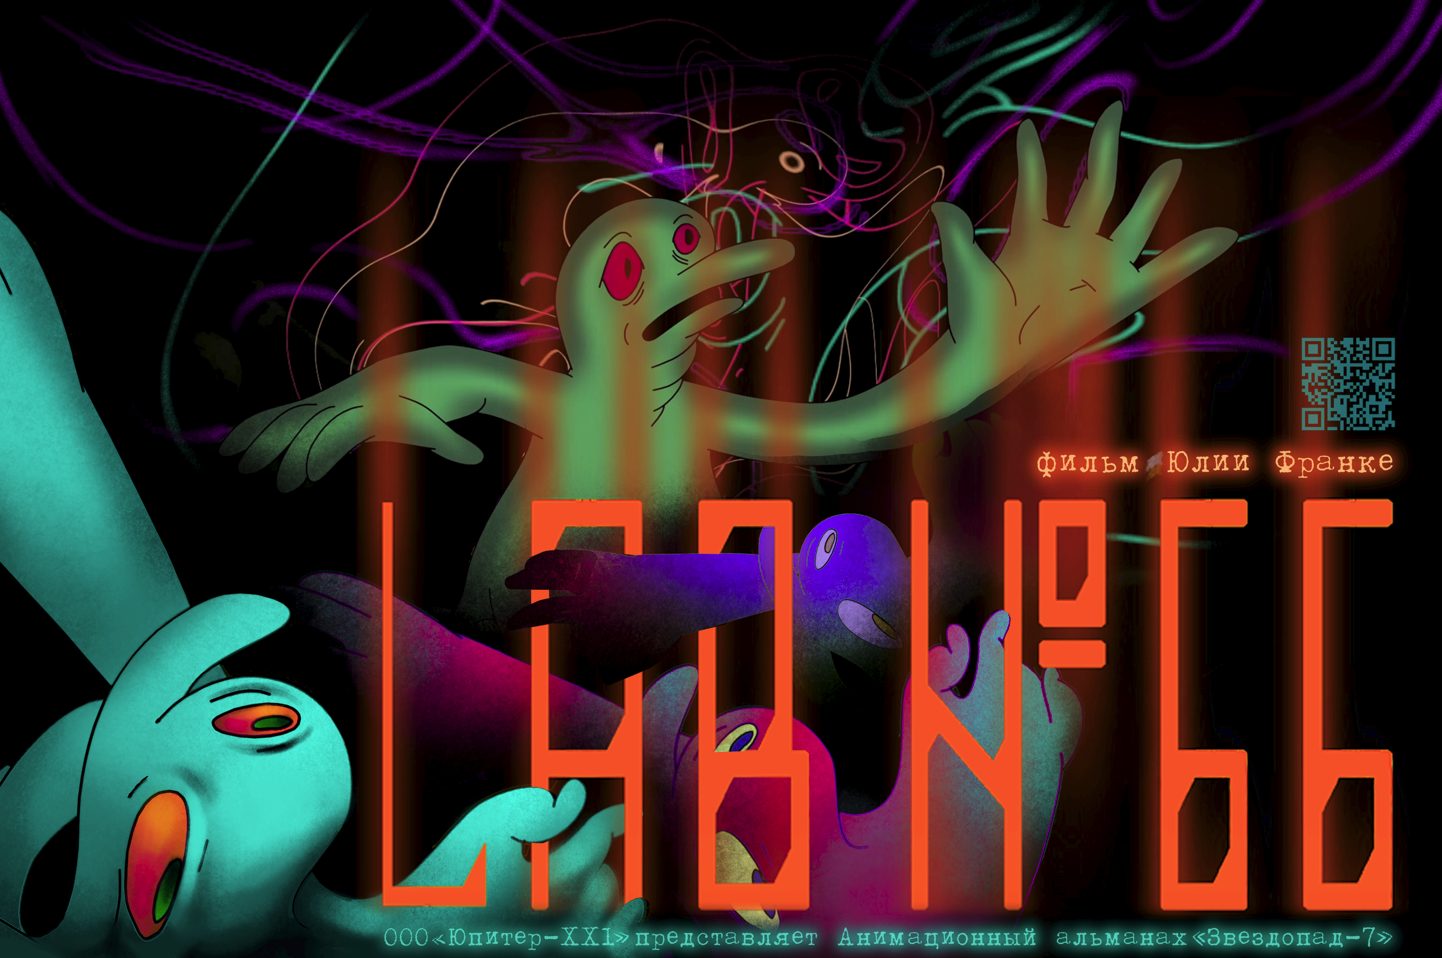 фильм Юлии Франке
LAB №66
ООО «Юпитер-XXI» представляет Анимационный альманах «Звездопад-7»